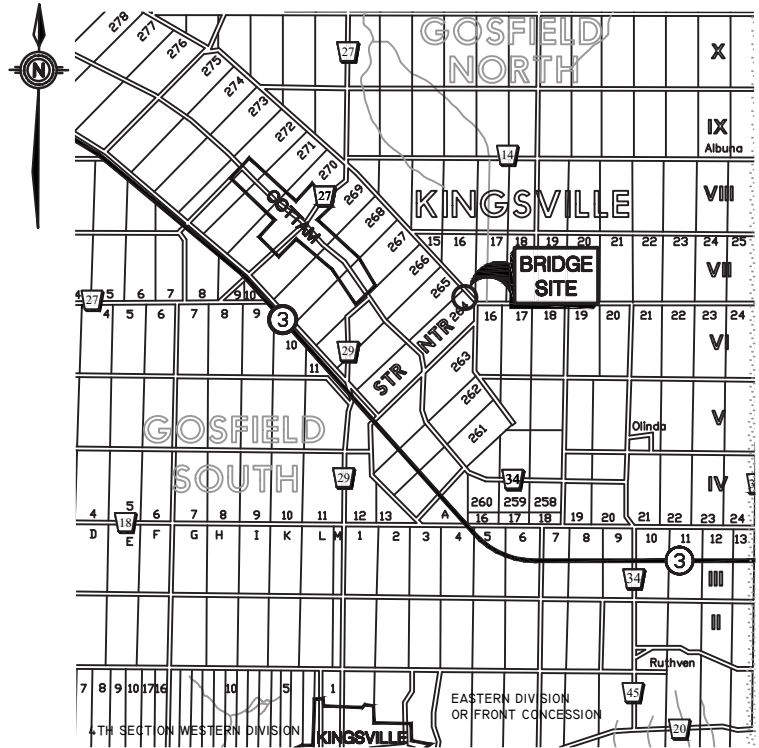 278
277
276
275
274
273
272
271
270
269
268
267
266
265
264
N
27
GOSFIELD
NORTH
X
IX
Albuna
14
VIII
27
COTTAM
KINGSVILLE
15 16 17 18 19 20 21 22 23 24 25
VII
BRIDGE
SITE
27
4 5 6 7 8 9 10
4 5 6 7 8 9
3
10
11
16 17 18 19 20 21 22 23 24
VI
29
STR
NTR
263
262
261
V
Olinda
GOSFIELD
SOUTH
29
34
IV
260 259 258
4 5 6 7 8 9 10 11 12 13 A 16 17 18 19 20 21 22 23 24
18
D E F G H I K L M 1 2 3 4 5 6 7 8 9 10 11 12 13
3
34
III
II
Ruthven
7 8 9 10 17 16 10 5 1
45
EASTERN DIVISION
OR FRONT CONCESSION
4TH SECTION WESTERN DIVISION
KINGSVILLE
20